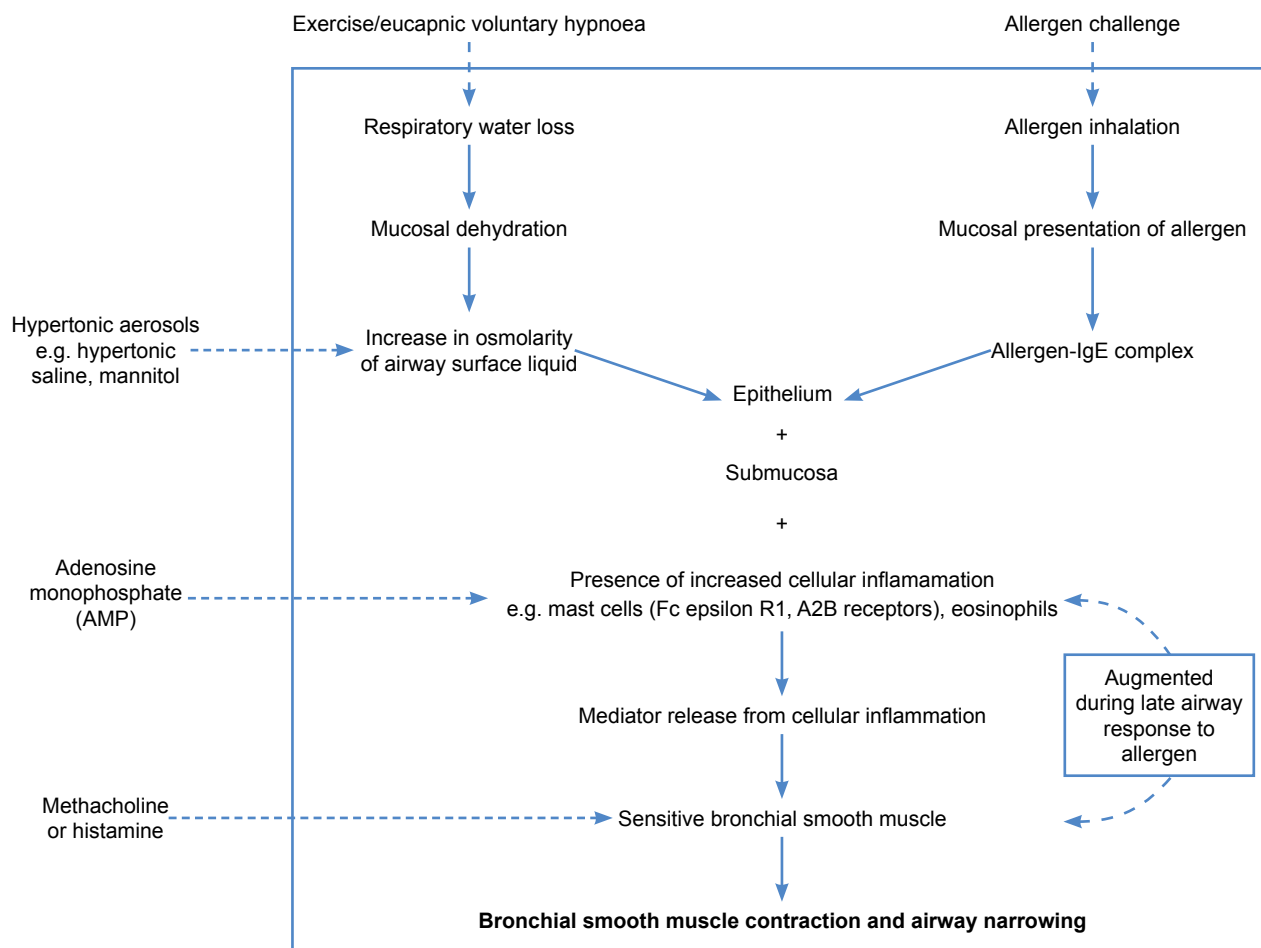 Exercise/eucapnic voluntary hypnoea
Allergen challenge
Respiratory water loss
Allergen inhalation
Mucosal dehydration
Mucosal presentation of allergen
Hypertonic aerosols
e.g. hypertonic
saline, mannitol
Increase in osmolarity
of airway surface liquid
Allergen-IgE complex
Epithelium
+
Submucosa
+
Adenosine
monophosphate
(AMP)
Presence of increased cellular inflamamation
e.g. mast cells (Fc epsilon R1, A2B receptors), eosinophils
Augmented
during late airway
response to
allergen
Mediator release from cellular inflammation
Methacholine
or histamine
Sensitive bronchial smooth muscle
Bronchial smooth muscle contraction and airway narrowing